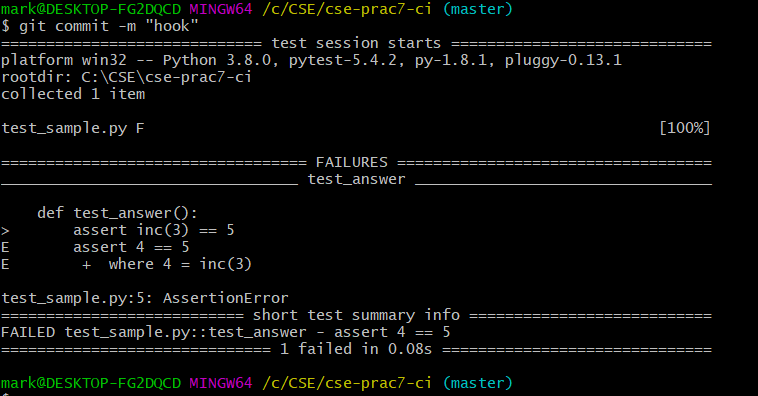 mark@DESKTOP-FG2DQCD MINGW64 /c/CSE/cse-prac7-ci (master)
$ git commit -m "hook"
============================= test session starts =============================
platform win32 -- Python 3.8.0, pytest-5.4.2, py-1.8.1, pluggy-0.13.1
rootdir: C:\CSE\cse-prac7-ci
collected 1 item

test_sample.py F                                                         [100%]

================================== FAILURES ===================================
_________________________________ test_answer _________________________________

    def test_answer():
>       assert inc(3) == 5
E       assert 4 == 5
E        +  where 4 = inc(3)

test_sample.py:5: AssertionError
=========================== short test summary info ===========================
FAILED test_sample.py::test_answer - assert 4 == 5
============================== 1 failed in 0.08s ==============================

mark@DESKTOP-FG2DQCD MINGW64 /c/CSE/cse-prac7-ci (master)